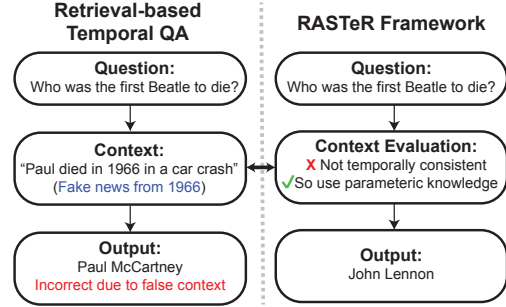 Retrieval-based
Temporal QA
Question:
Who was the first Beatle to die?
Context:
“Paul died in 1966 in a car crash”
(Fake news from 1966)
Output:
Paul McCartney
Incorrect due to false context
RASTeR Framework
Question:
Who was the first Beatle to die?
Context Evaluation:
X Not temporally consistent
✓So use parameteric knowledge
Output:
John Lennon